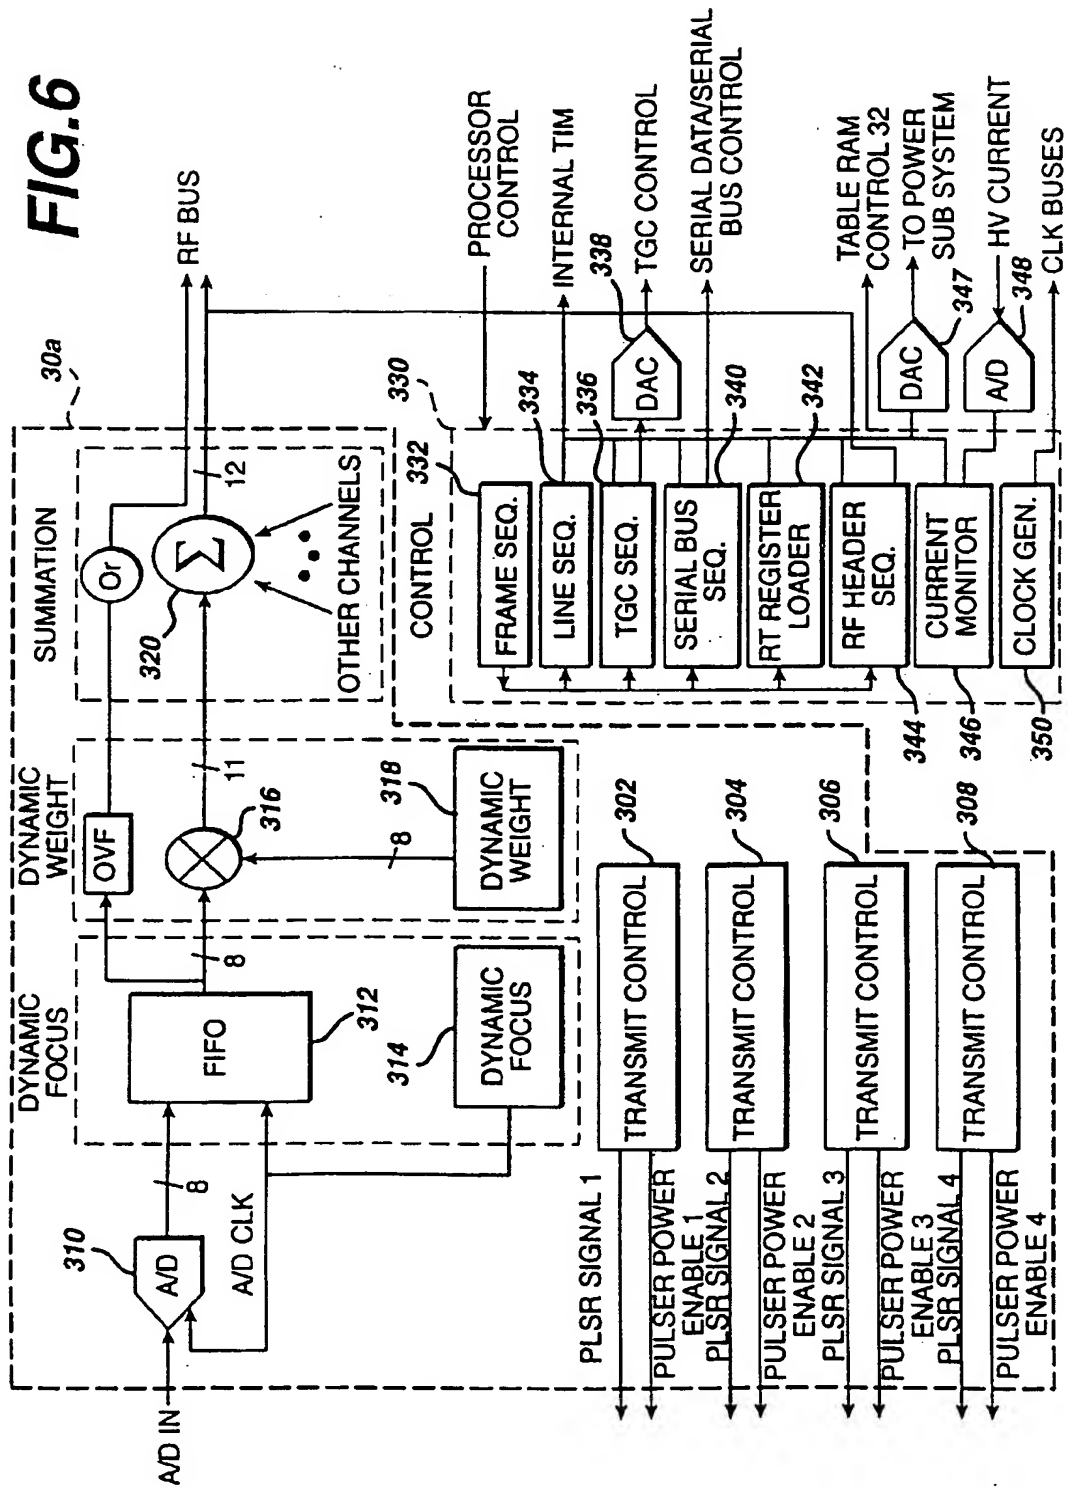 FIG.6
A/D IN
310
A/D
8
A/D CLK
DYNAMIC
FOCUS
FIFO
312
314
DYNAMIC
FOCUS
8
DYNAMIC
WEIGHT
OVF
316
11
318
8
DYNAMIC
WEIGHT
SUMMATION
Or
320
Σ
12
OTHER CHANNELS
30a
RF BUS
PLSR SIGNAL 1
PULSER POWER
ENABLE 1
TRANSMIT CONTROL
302
PLSR SIGNAL 2
PULSER POWER
ENABLE 2
TRANSMIT CONTROL
304
PLSR SIGNAL 3
PULSER POWER
ENABLE 3
TRANSMIT CONTROL
306
PLSR SIGNAL 4
PULSER POWER
ENABLE 4
TRANSMIT CONTROL
308
CONTROL
330
332
FRAME SEQ.
PROCESSOR
CONTROL
334
LINE SEQ.
INTERNAL TIM
336
TGC SEQ.
DAC
338
TGC CONTROL
SERIAL BUS
SEQ.
340
SERIAL DATA/SERIAL
BUS CONTROL
RT REGISTER
LOADER
342
RF HEADER
SEQ.
344
TABLE RAM
CONTROL 32
CURRENT
MONITOR
346
DAC
347
TO POWER
SUB SYSTEM
A/D
348
HV CURRENT
CLOCK GEN.
350
CLK BUSES